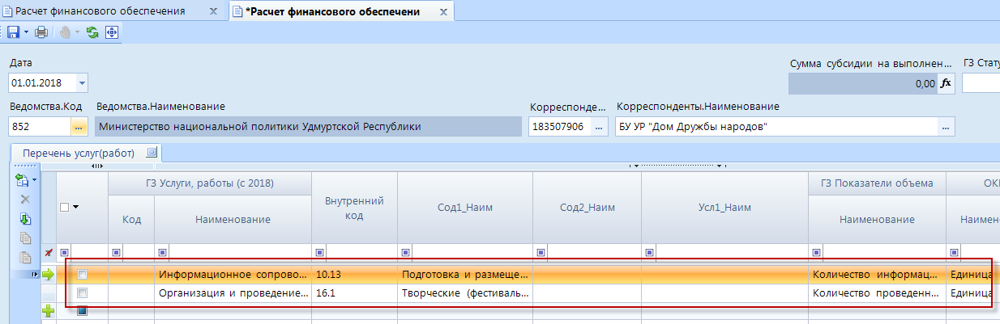 Расчет финансового обеспечения
*Расчет финансового обеспечени
Дата
Сумма субсидии на выполнен...
ГЗ Стату
01.01.2018
0,00 fx
Ведомства.Код
Ведомства.Наименование
Корреспонде...
Корреспонденты.Наименование
852 ...
Министерство национальной политики Удмуртской Республики
183507906 ...
БУ УР "Дом Дружбы народов" ...
Перечень услуг(работ)
ГЗ Услуги, работы (с 2018)
Внутренний код
Сод1_Наим
Сод2_Наим
Усл1_Наим
ГЗ Показатели объема
ОКЕ
Код
Наименование
Наименование
Наимено
Информационное сопрово... 10.13 Подготовка и размеще... Количество информац... Единица
Организация и проведение... 16.1 Творческие (фестиваль... Количество проведенн... Единица